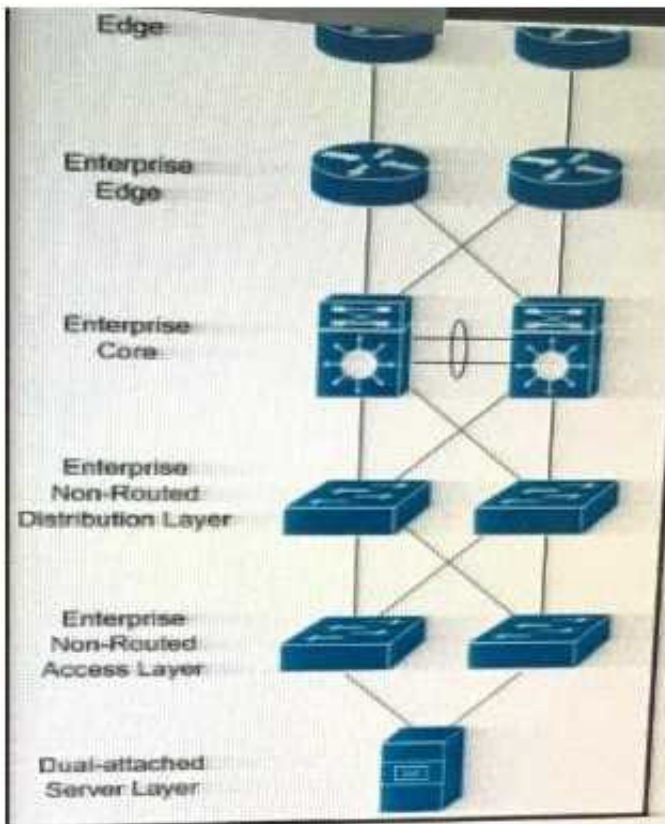 Edge
Enterprise
Edge
Enterprise
Core
Enterprise
Non-Routed
Distribution Layer
Enterprise
Non-Routed
Access Layer
Dual-attached
Server Layer